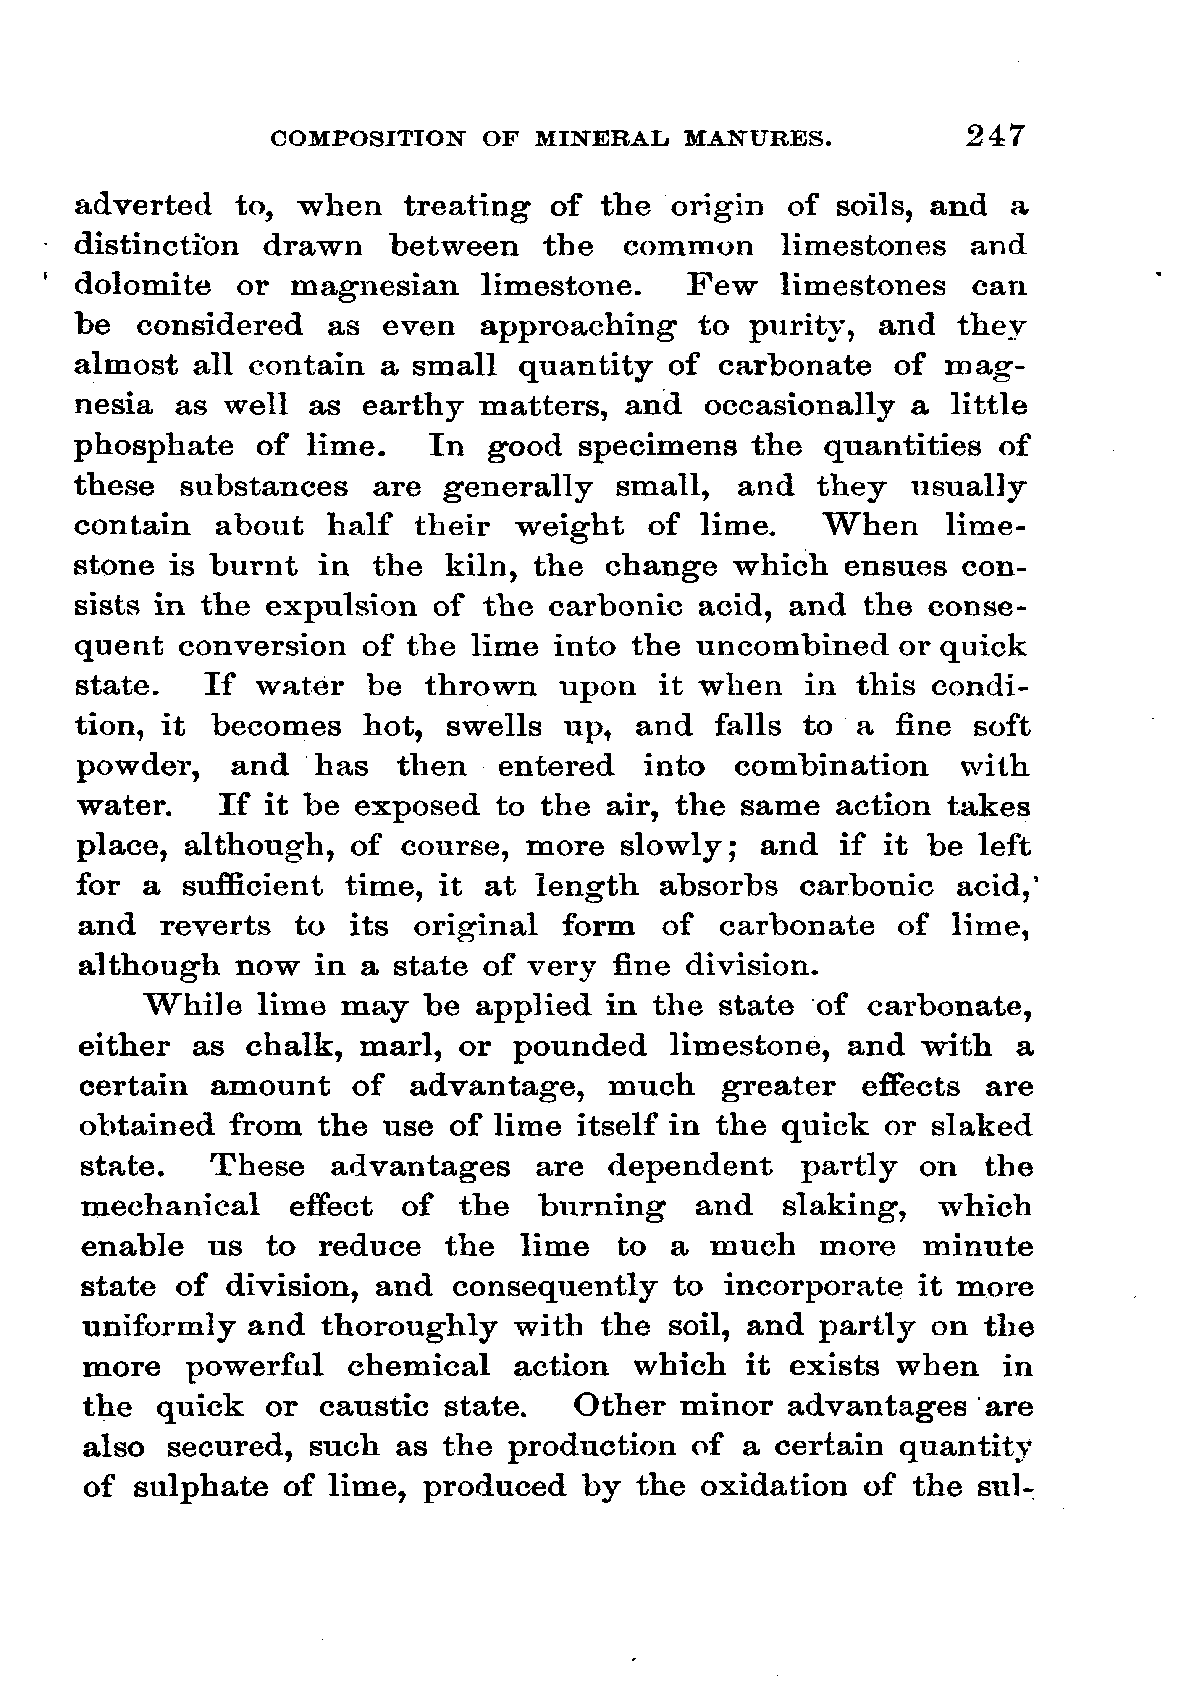 COMPOSITION OF MINERAL MANURES. 247
adverted to, when treating of the origin of soils, and a
distinction drawn between the common limestones and
dolomite or magnesian limestone. Few limestones can
be considered as even approaching to purity, and they
almost all contain a small quantity of carbonate of mag-
nesia as well as earthy matters, and occasionally a little
phosphate of lime. In good specimens the quantities of
these substances are generally small, and they usually
contain about half their weight of lime. When lime-
stone is burnt in the kiln, the change which ensues con-
sists in the expulsion of the carbonic acid, and the conse-
quent conversion of the lime into the uncombined or quick
state. If water be thrown upon it when in this condi-
tion, it becomes hot, swells up, and falls to a fine soft
powder, and has then entered into combination with
water. If it be exposed to the air, the same action takes
place, although, of course, more slowly; and if it be left
for a sufficient time, it at length absorbs carbonic acid,
and reverts to its original form of carbonate of lime,
although now in a state of very fine division.
While lime may be applied in the state of carbonate,
either as chalk, marl, or pounded limestone, and with a
certain amount of advantage, much greater effects are
obtained from the use of lime itself in the quick or slaked
state. These advantages are dependent partly on the
mechanical effect of the burning and slaking, which
enable us to reduce the lime to a much more minute
state of division, and consequently to incorporate it more
uniformly and thoroughly with the soil, and partly on the
more powerful chemical action which it exists when in
the quick or caustic state. Other minor advantages are
also secured, such as the production of a certain quantity
of sulphate of lime, produced by the oxidation of the sul-